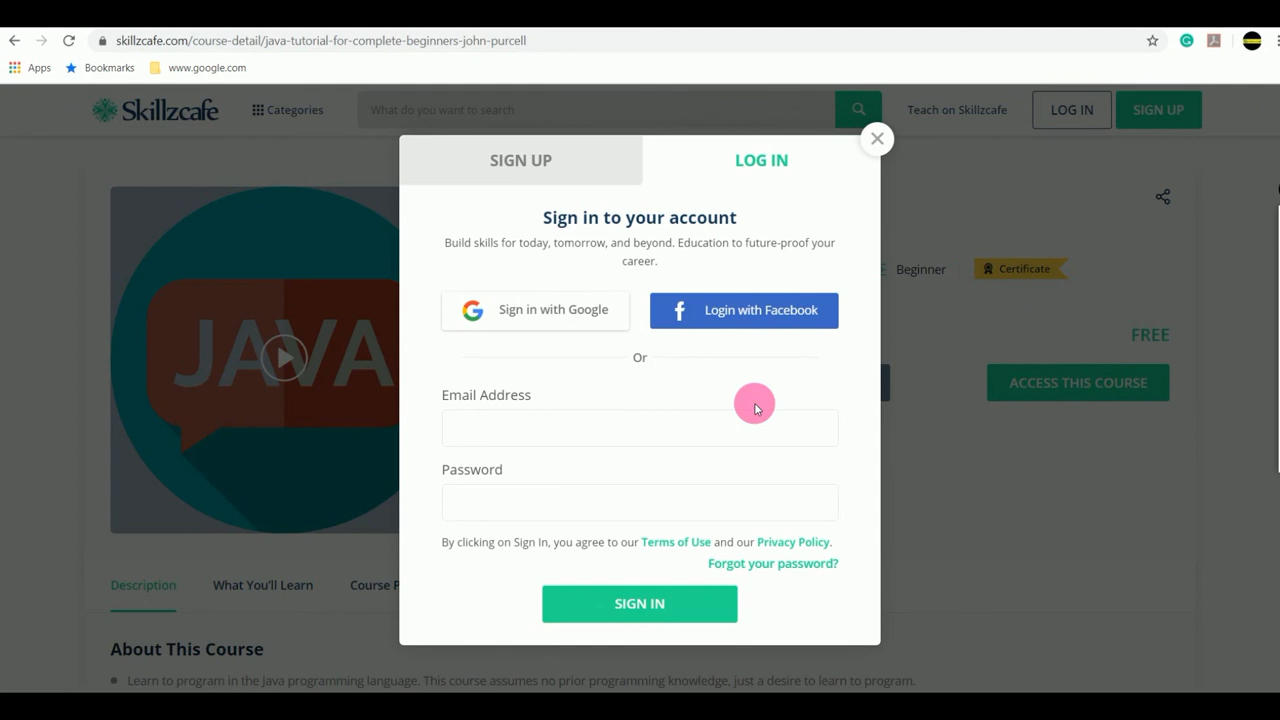 skillzcafe.com/course-detail/java-tutorial-for-complete-beginners-john-purcell
Apps Bookmarks www.google.com
Skillzcafe Categories What do you want to search Teach on Skillzcafe LOG IN SIGN UP
SIGN UP LOG IN
Sign in to your account
Build skills for today, tomorrow, and beyond. Education to future-proof your
career.
Beginner Certificate
Sign in with Google Login with Facebook
FREE
JAVA
Or
ACCESS THIS COURSE
Email Address
Password
By clicking on Sign In, you agree to our Terms of Use and our Privacy Policy.
Forgot your password?
Description What You'll Learn Course P
SIGN IN
About This Course
Learn to program in the Java programming language. This course assumes no prior programming knowledge, just a desire to learn to program.